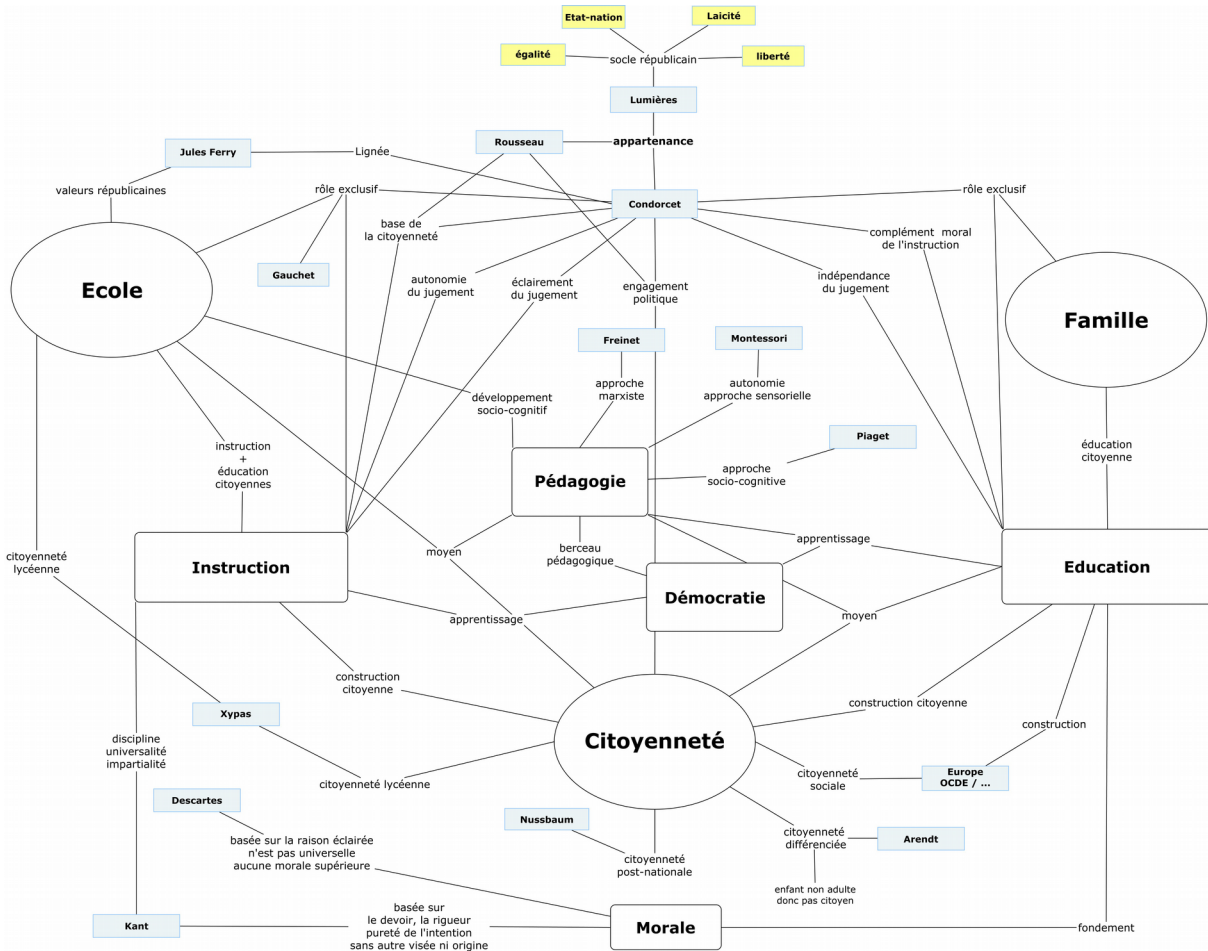 Etat-nation
Laicité
égalité
socle républicain
liberté
Lumières
Rousseau
appartenance
Jules Ferry
Lignée
valeurs républicaines
rôle exclusif
Condorcet
rôle exclusif
base de
la citoyenneté
complément  moral
de l'instruction
Gauchet
autonomie
du jugement
éclairement
du jugement
engagement
politique
indépendance
du jugement
Ecole
Famille
Freinet
Montessori
approche
marxiste
autonomie
approche sensorielle
développement
socio-cognitif
Piaget
instruction
+
éducation
citoyennes
éducation
citoyenne
Pédagogie
approche
socio-cognitive
citoyenneté
lycéenne
moyen
berceau
pédagogique
apprentissage
Instruction
Education
Démocratie
apprentissage
moyen
construction
citoyenne
construction citoyenne
Xypas
construction
discipline
universalité
impartialité
Citoyenneté
citoyenneté lycéenne
citoyenneté
sociale
Europe
OCDE / ...
Descartes
Nussbaum
citoyenneté
différenciée
Arendt
basée sur la raison éclairée
n'est pas universelle
aucune morale supérieure
citoyenneté
post-nationale
enfant non adulte
donc pas citoyen
Kant
basée sur
le devoir, la rigueur
pureté de l'intention
sans autre visée ni origine
Morale
fondement